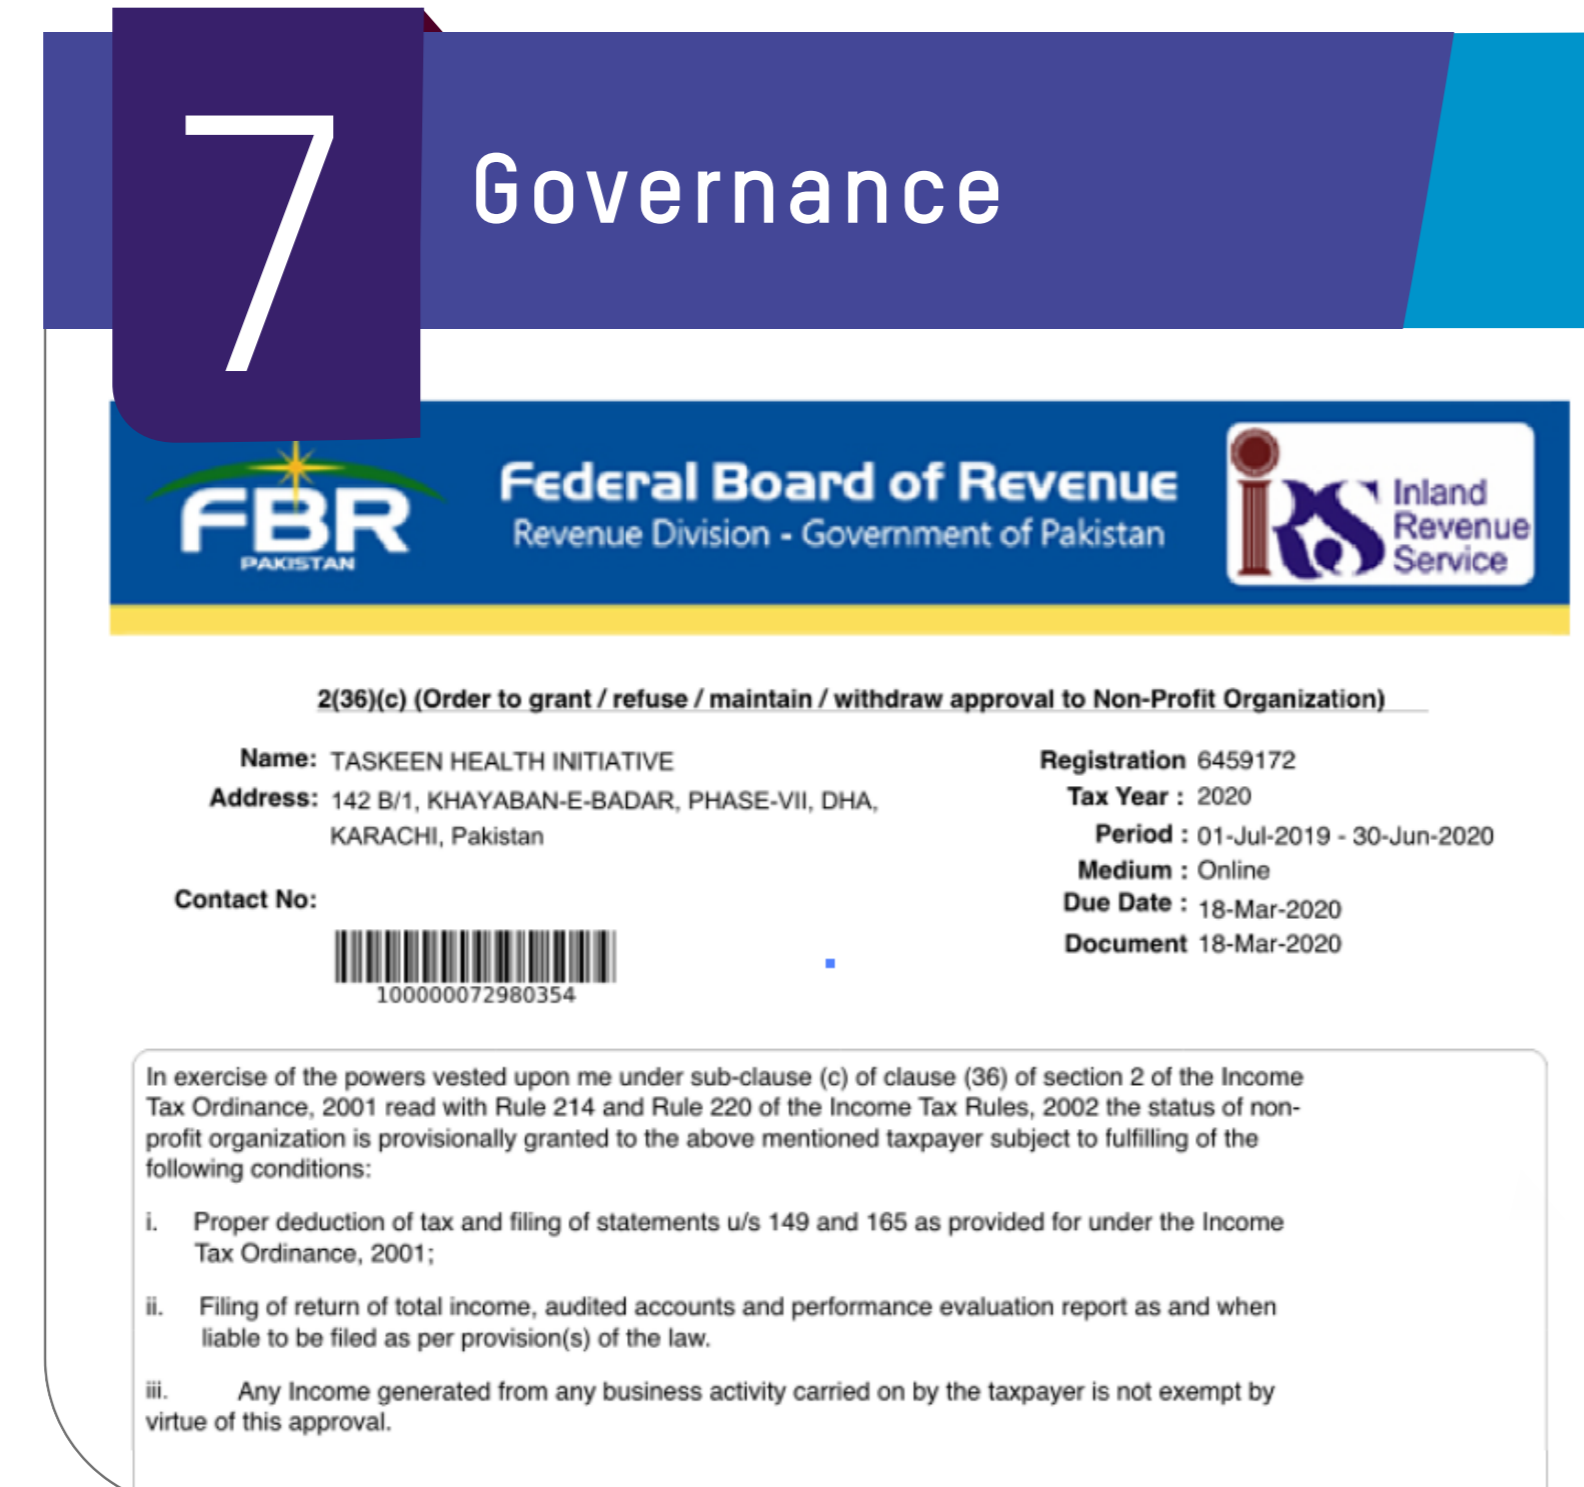 7
Governance
FBR
PAKISTAN
Federal Board of Revenue
Revenue Division - Government of Pakistan
iRS
Inland
Revenue
Service
2(36)(c) (Order to grant / refuse / maintain / withdraw approval to Non-Profit Organization)
Name: TASKEEN HEALTH INITIATIVE
Address: 142 B/1, KHAYABAN-E-BADAR, PHASE-VII, DHA,
KARACHI, Pakistan
Contact No:
100000072980354
Registration 6459172
Tax Year : 2020
Period : 01-Jul-2019 - 30-Jun-2020
Medium : Online
Due Date : 18-Mar-2020
Document 18-Mar-2020
In exercise of the powers vested upon me under sub-clause (c) of clause (36) of section 2 of the Income
Tax Ordinance, 2001 read with Rule 214 and Rule 220 of the Income Tax Rules, 2002 the status of non-
profit organization is provisionally granted to the above mentioned taxpayer subject to fulfilling of the
following conditions:
i. Proper deduction of tax and filing of statements u/s 149 and 165 as provided for under the Income
Tax Ordinance, 2001;
ii. Filing of return of total income, audited accounts and performance evaluation report as and when
liable to be filed as per provision(s) of the law.
iii. Any Income generated from any business activity carried on by the taxpayer is not exempt by
virtue of this approval.